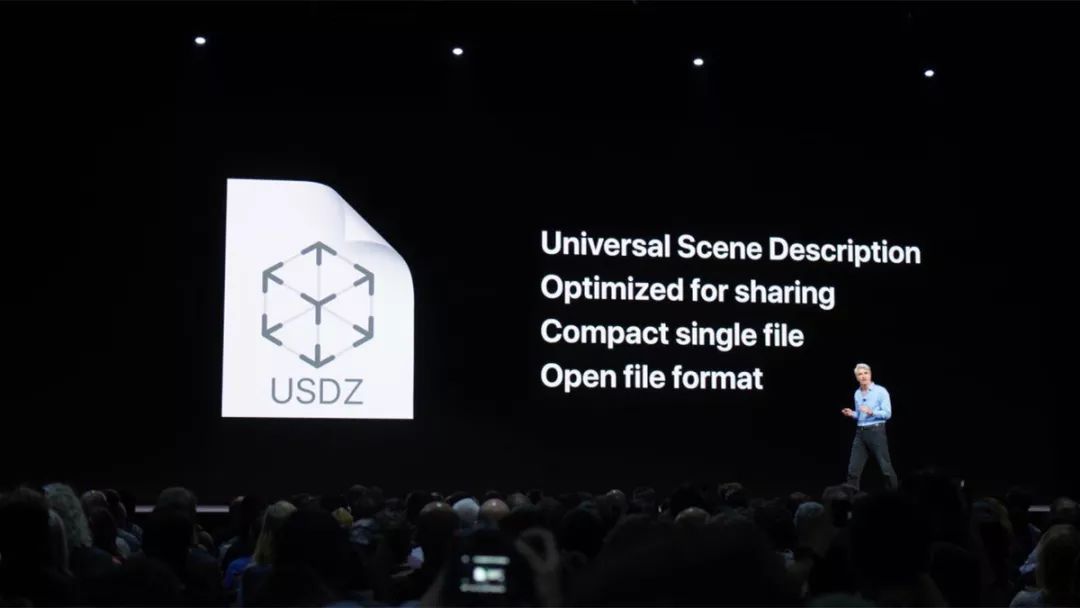 USDZ
Universal Scene Description
Optimized for sharing
Compact single file
Open file format